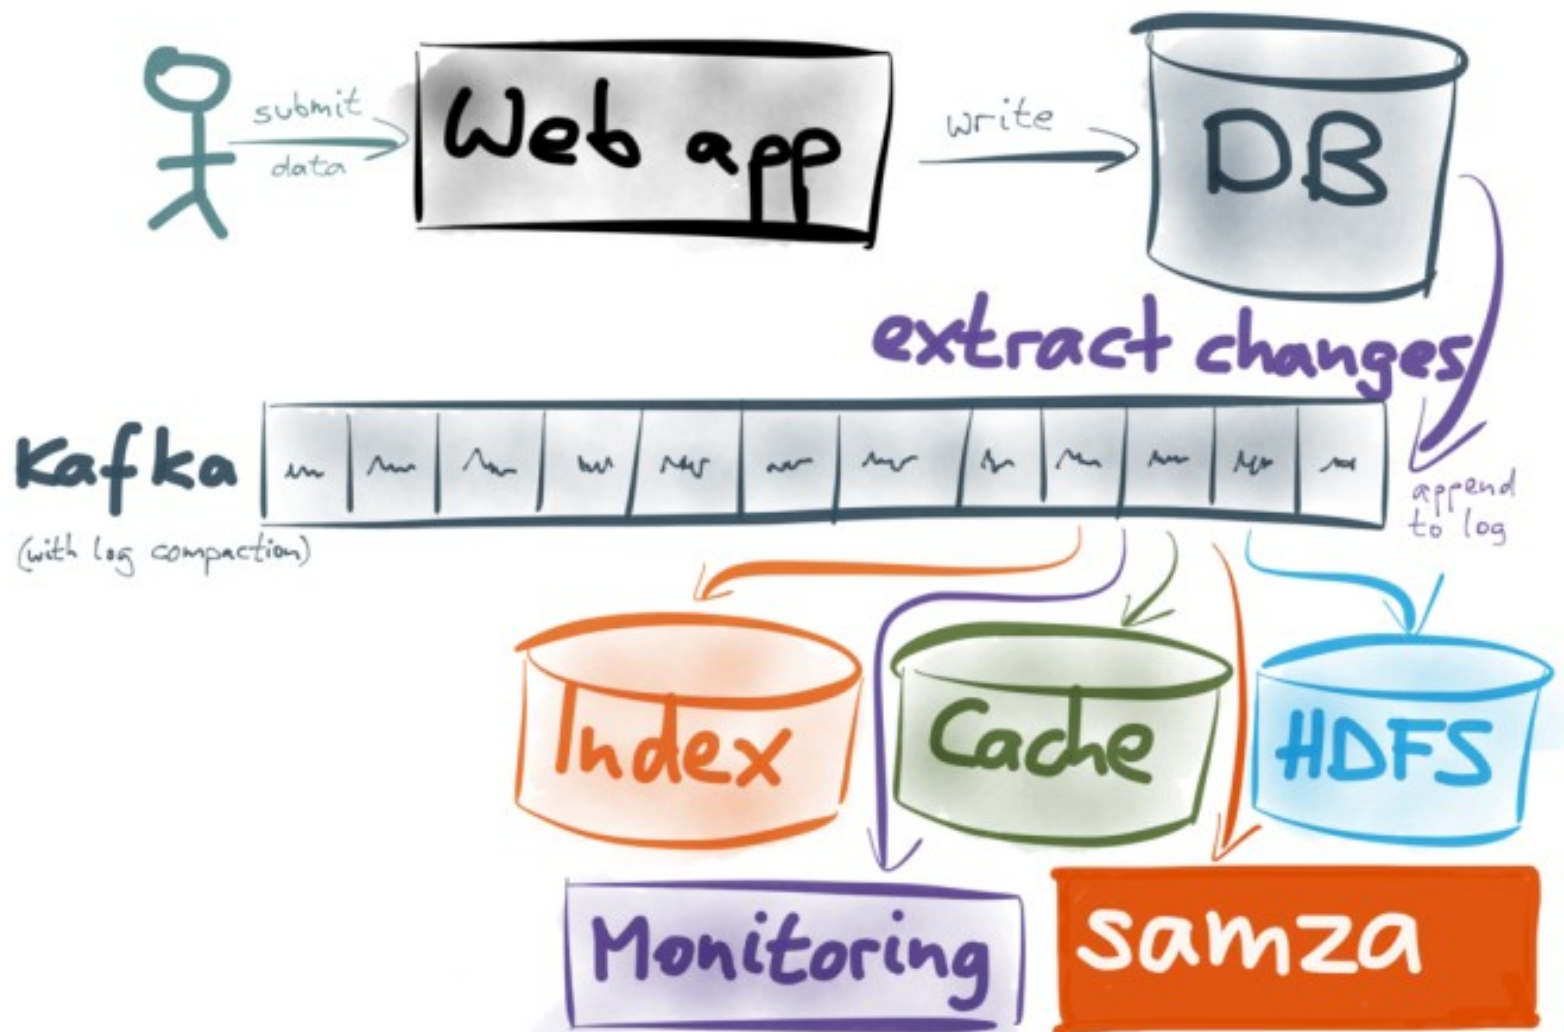 submit
data
Web app
write
DB
extract changes
Kafka
(with log compaction)
append
to log
Index
Cache
HDFS
Monitoring
samza